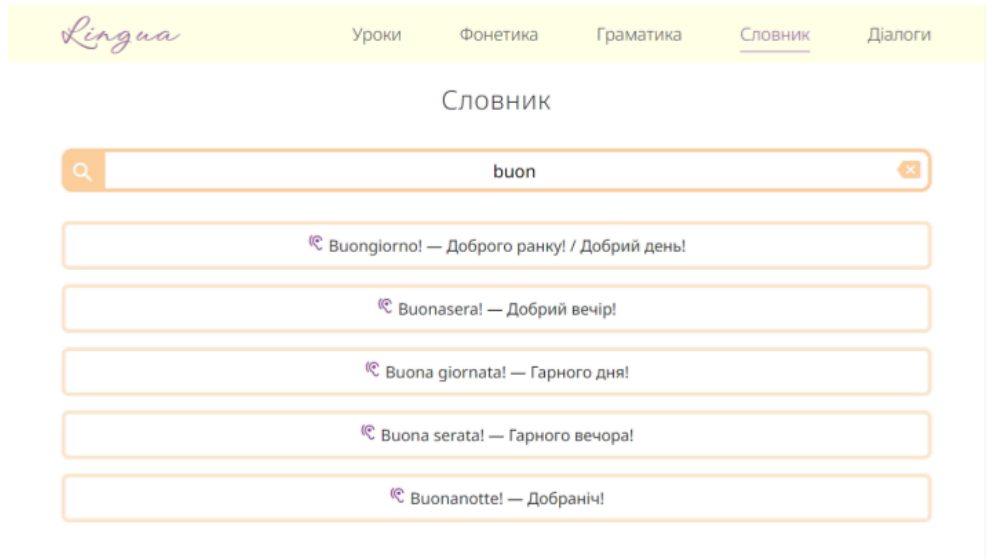 Lingua
Уроки Фонетика Граматика Словник Діалоги
Словник
buon
Buongiorno! — Доброго ранку! / Добрий день!
Buonasera! — Добрий вечір!
Buona giornata! — Гарного дня!
Buona serata! — Гарного вечора!
Buonanotte! — Добраніч!